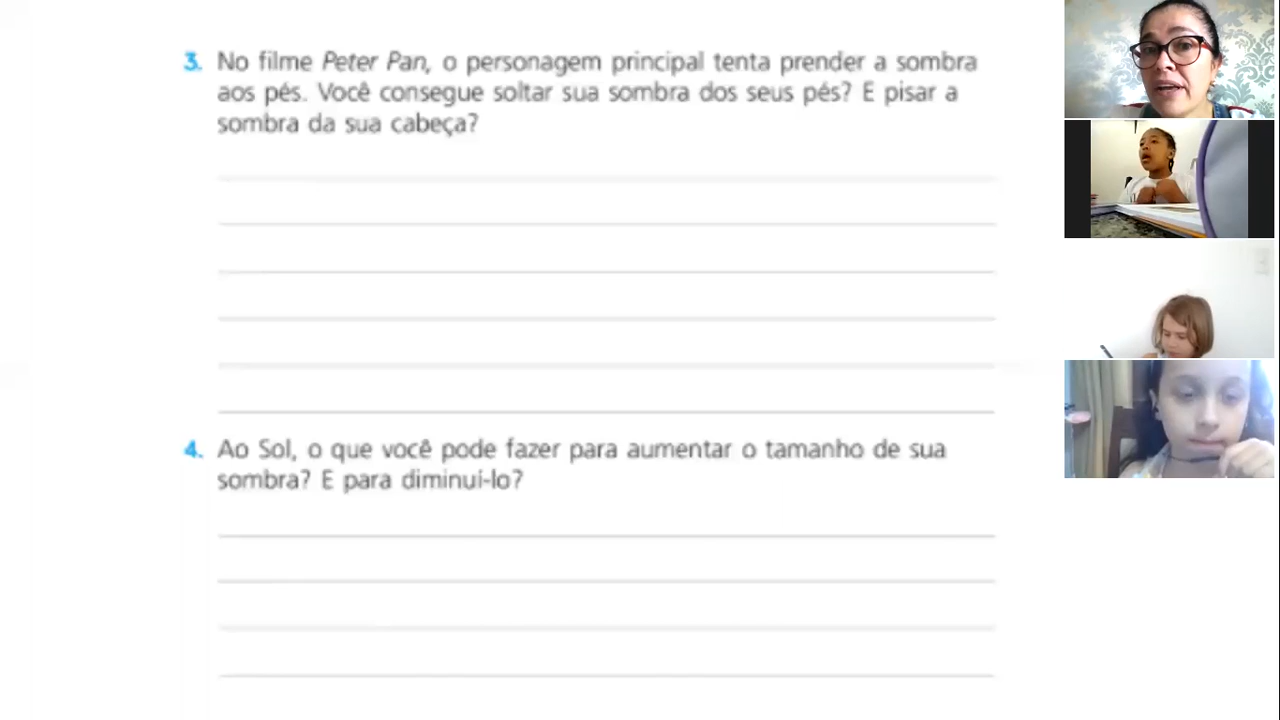 3. No filme Peter Pan, o personagem principal tenta prender a sombra
aos pés. Você consegue soltar sua sombra dos seus pés? E pisar a
sombra da sua cabeça?
4. Ao Sol, o que você pode fazer para aumentar o tamanho de sua
sombra? E para diminuí-lo?